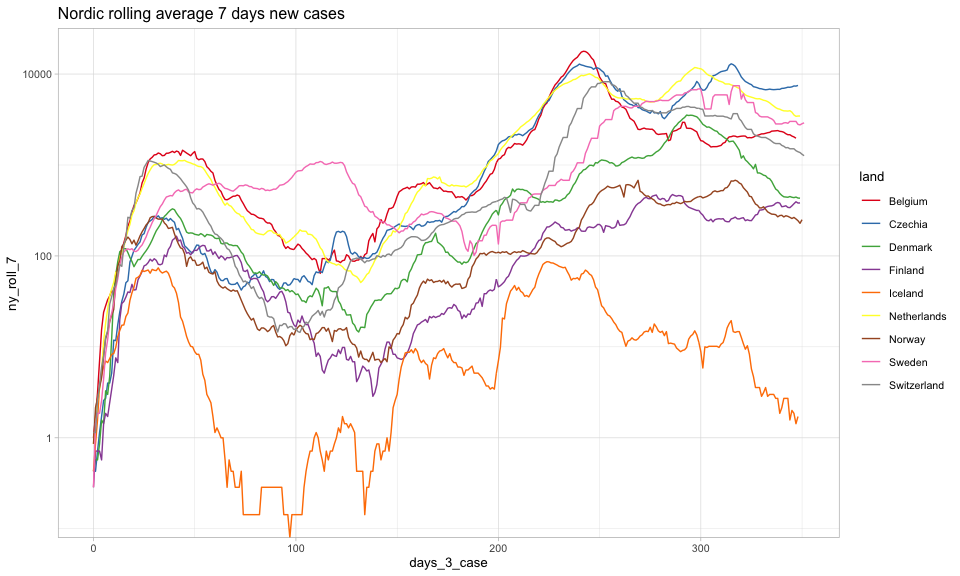 Nordic rolling average 7 days new cases
ny_roll_7
10000
100
1
0
100
200
300
days_3_case
land
Belgium
Czechia
Denmark
Finland
Iceland
Netherlands
Norway
Sweden
Switzerland